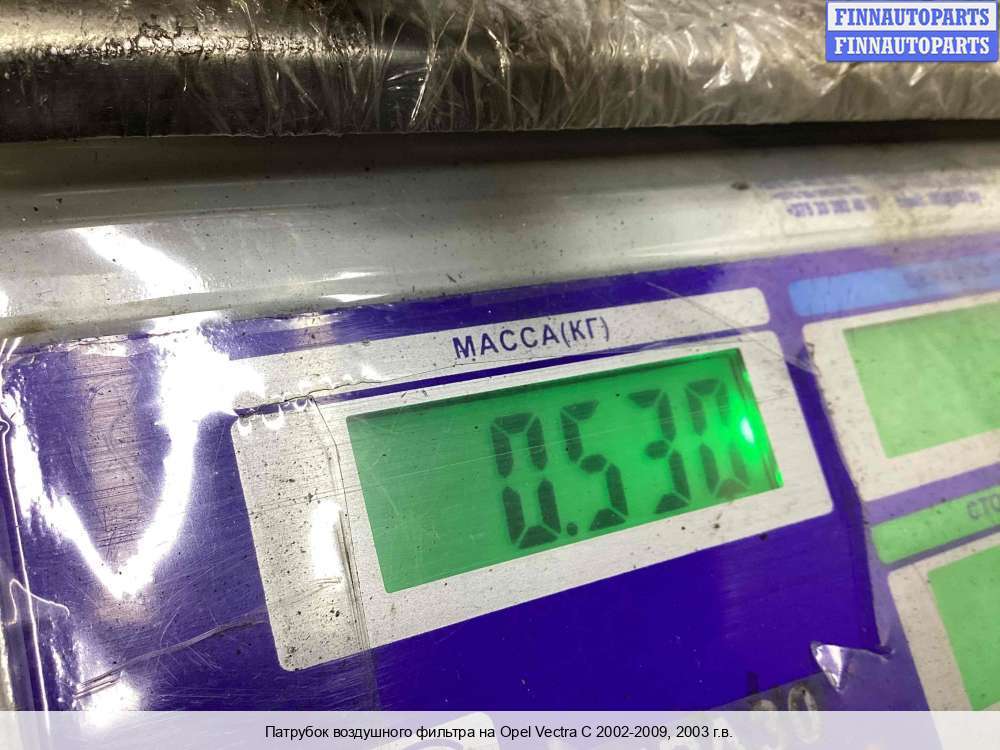 FINNAUTOPARTS
FINNAUTOPARTS
МАССА(КГ)
0.530
Патрубок воздушного фильтра на Opel Vectra C 2002-2009, 2003 г.в.